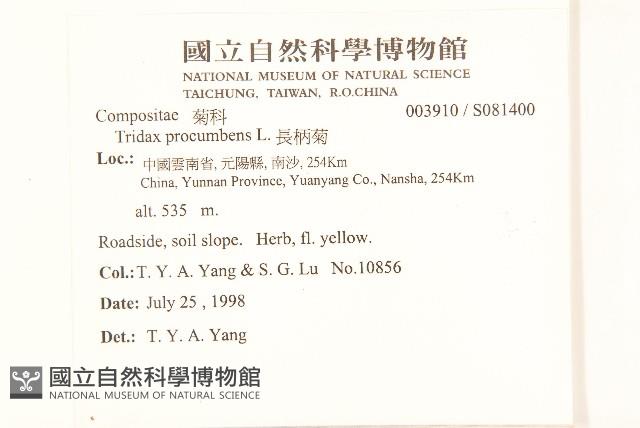 國立自然科學博物館
NATIONAL MUSEUM OF NATURAL SCIENCE
TAICHUNG, TAIWAN, R.O.CHINA
Compositae 菊科 003910 / S081400
Tridax procumbens L. 長柄菊
Loc.: 中國雲南省, 元陽縣, 南沙, 254Km
China, Yunnan Province, Yuanyang Co., Nansha, 254Km
alt. 535 m.
Roadside, soil slope. Herb, fl. yellow.
Col.: T. Y. A. Yang & S. G. Lu No.10856
Date: July 25 , 1998
Det.: T. Y. A. Yang
國立自然科學博物館
NATIONAL MUSEUM OF NATURAL SCIENCE